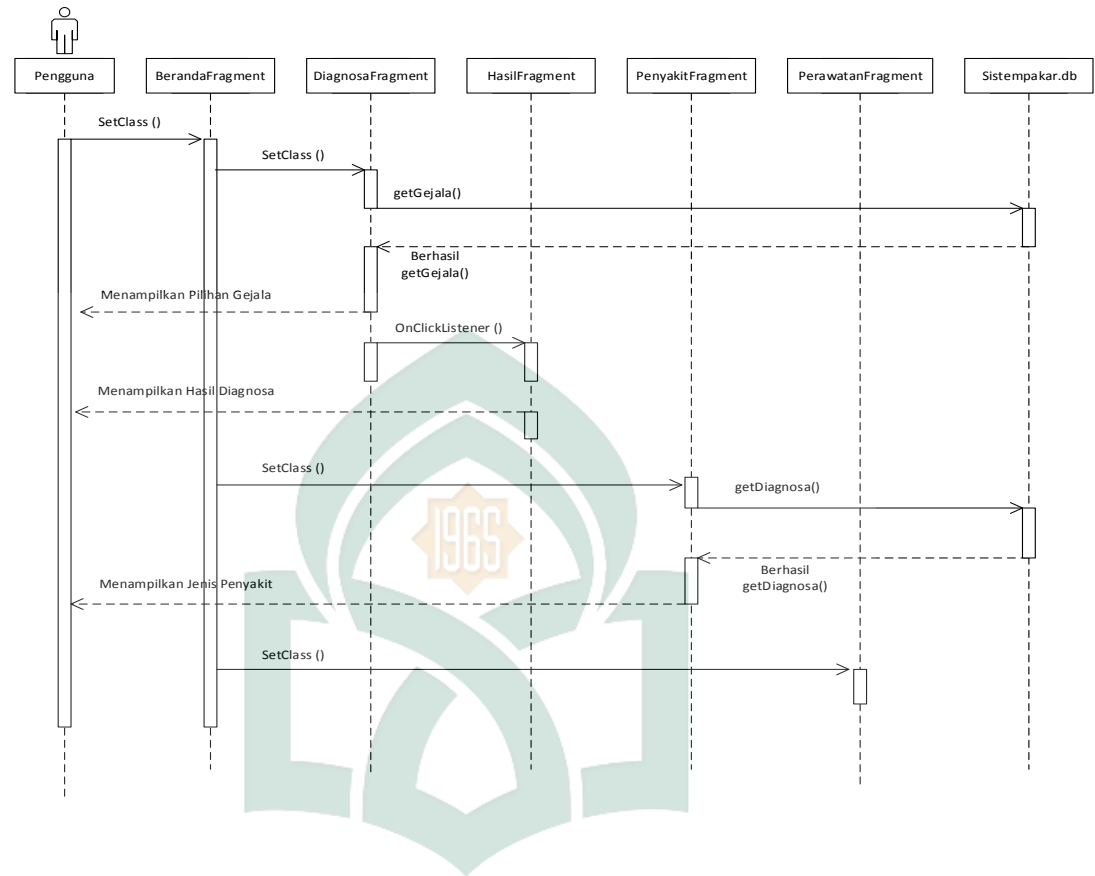 Pengguna
BerandaFragment
DiagnosaFragment
HasilFragment
PenyakitFragment
PerawatanFragment
Sistempakar.db
SetClass ()
SetClass ()
getGejala()
Berhasil
getGejala()
Menampilkan Pilihan Gejala
OnClickListener ()
Menampilkan Hasil Diagnosa
SetClass ()
getDiagnosa()
1965
Berhasil
getDiagnosa()
Menampilkan Jenis Penyakit
SetClass ()